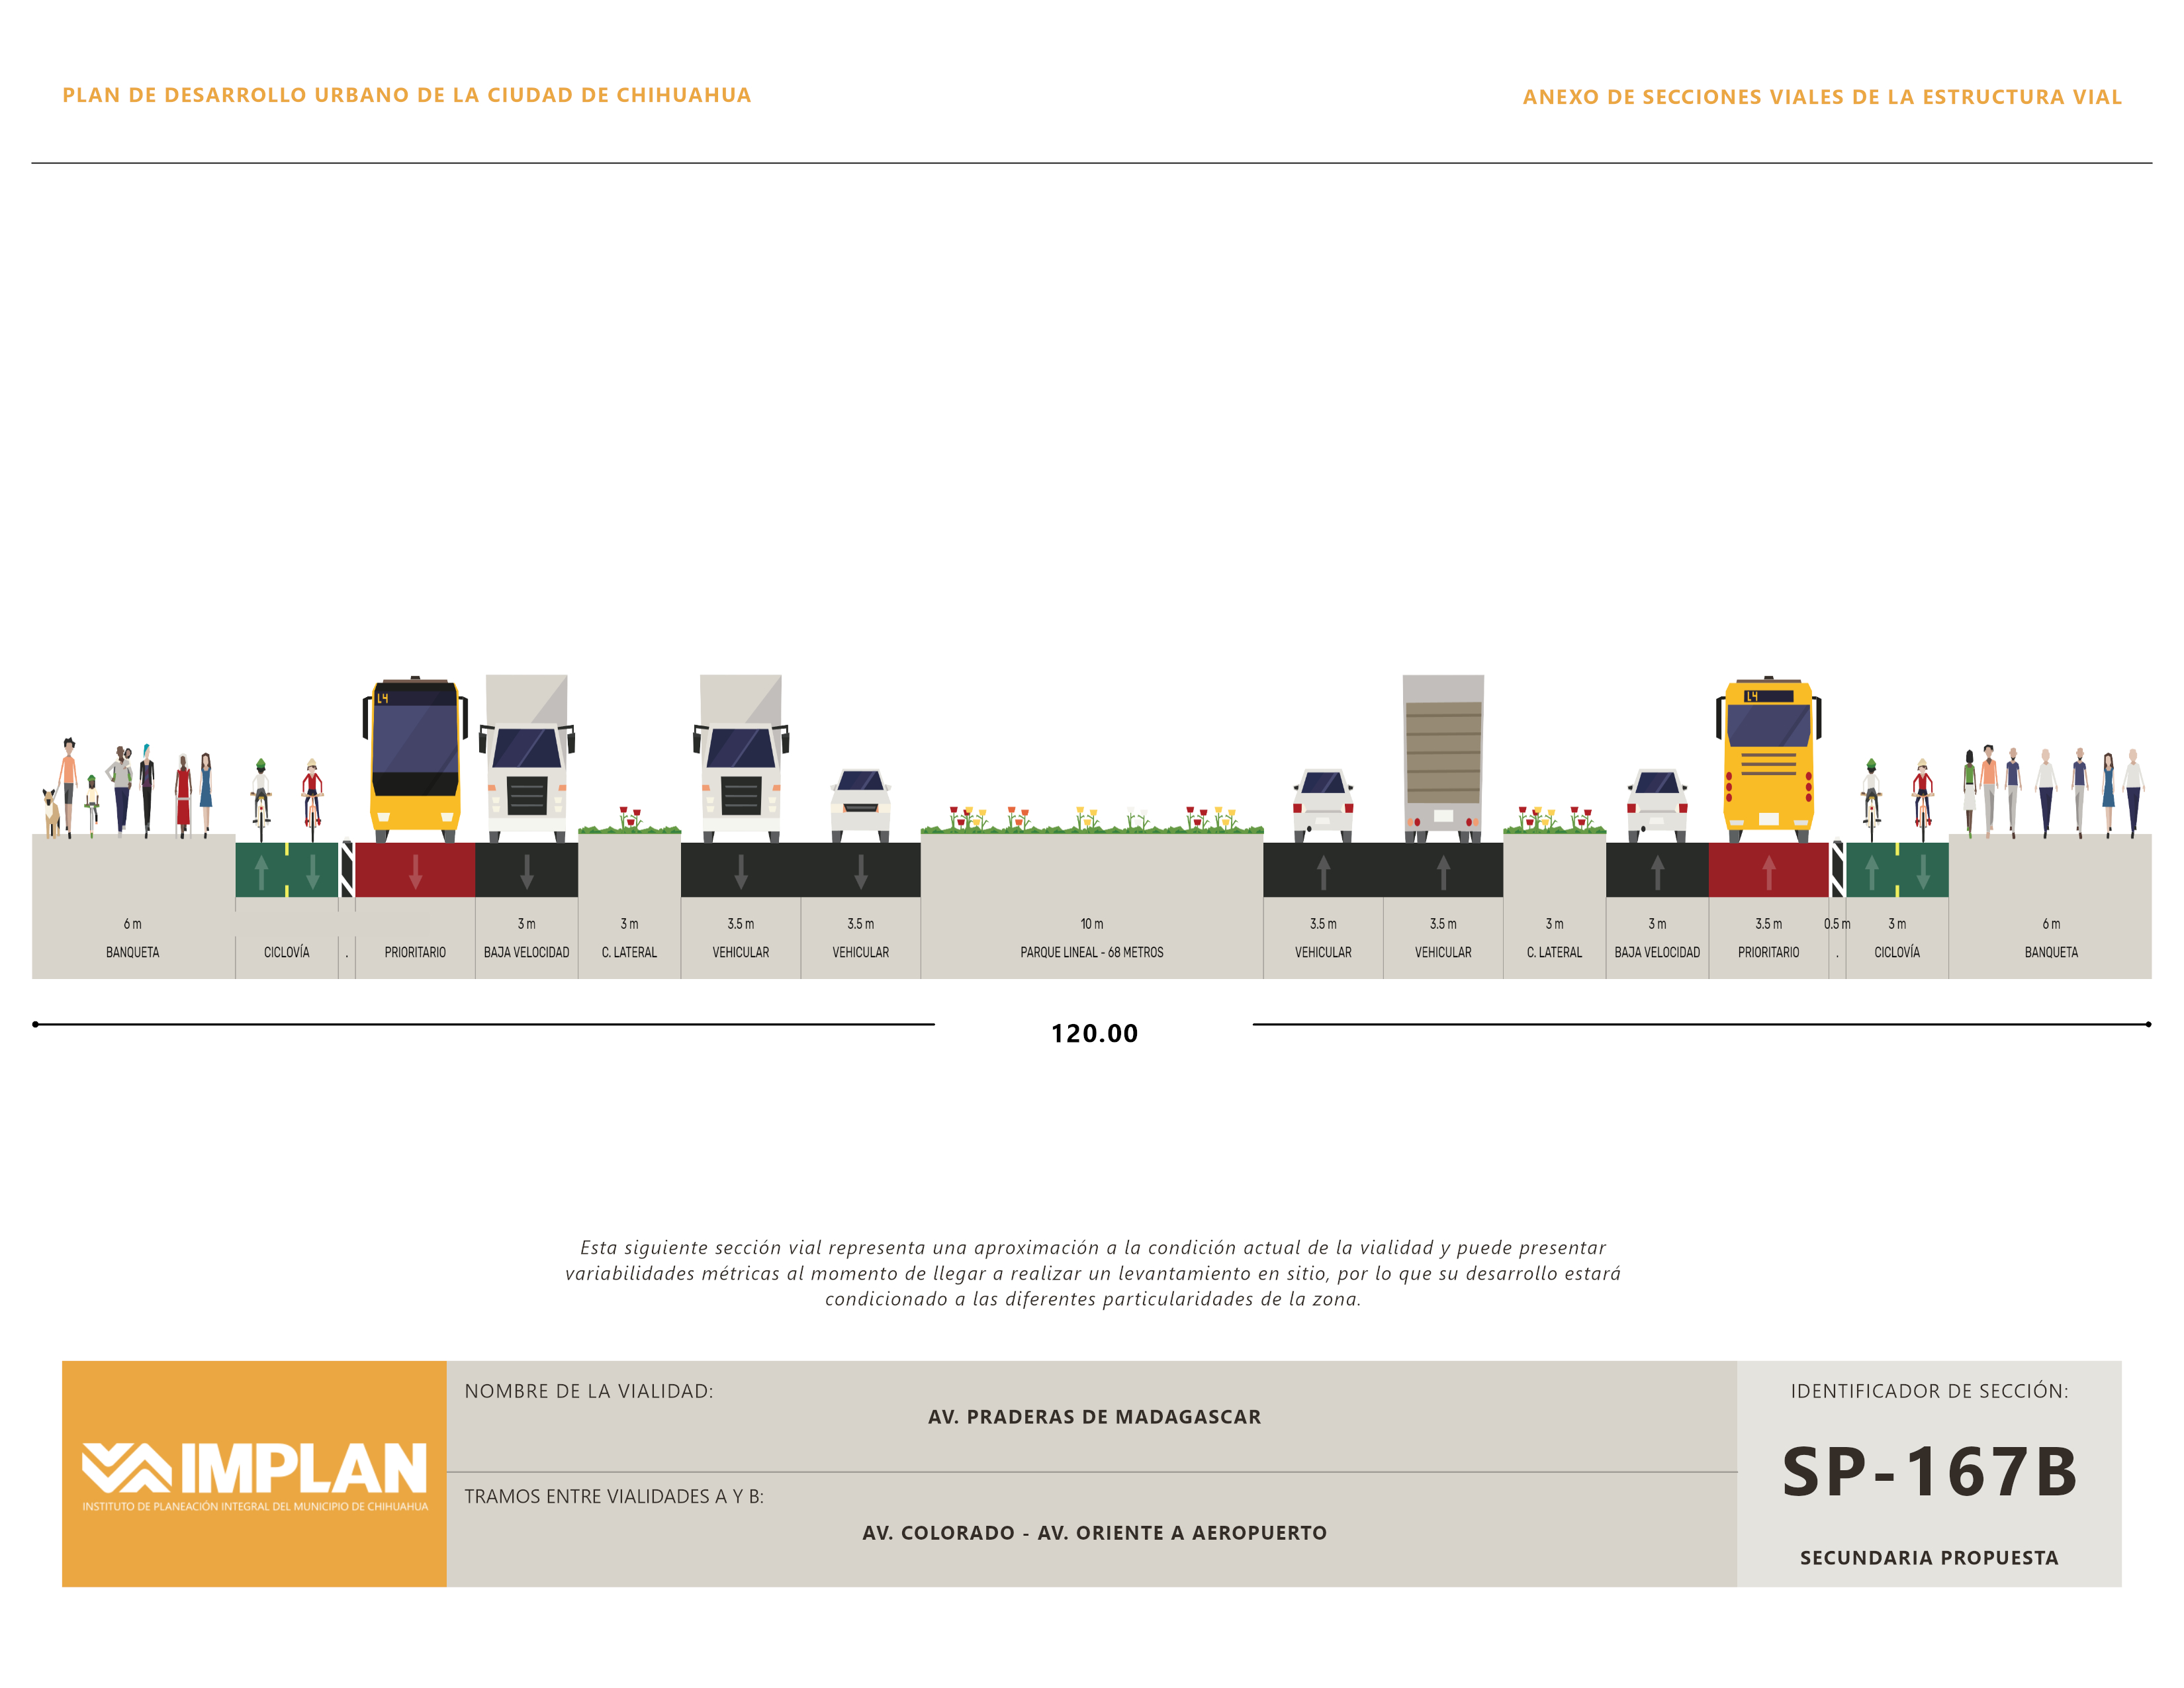 PLAN DE DESARROLLO URBANO DE LA CIUDAD DE CHIHUAHUA
ANEXO DE SECCIONES VIALES DE LA ESTRUCTURA VIAL
L4
L4
6 m 3 m 3 m 3.5 m 3.5 m 10 m 3.5 m 3.5 m 3 m 3 m 3.5 m 0.5 m 3 m 6 m
BANQUETA CICLOVÍA . PRIORITARIO BAJA VELOCIDAD C. LATERAL VEHICULAR VEHICULAR PARQUE LINEAL - 68 METROS VEHICULAR VEHICULAR C. LATERAL BAJA VELOCIDAD PRIORITARIO . CICLOVÍA BANQUETA
120.00
Esta siguiente sección vial representa una aproximación a la condición actual de la vialidad y puede presentar
variabilidades métricas al momento de llegar a realizar un levantamiento en sitio, por lo que su desarrollo estará
condicionado a las diferentes particularidades de la zona.
IMPLAN
INSTITUTO DE PLANEACIÓN INTEGRAL DEL MUNICIPIO DE CHIHUAHUA
NOMBRE DE LA VIALIDAD:
AV. PRADERAS DE MADAGASCAR
TRAMOS ENTRE VIALIDADES A Y B:
AV. COLORADO - AV. ORIENTE A AEROPUERTO
IDENTIFICADOR DE SECCIÓN:
SP-167B
SECUNDARIA PROPUESTA